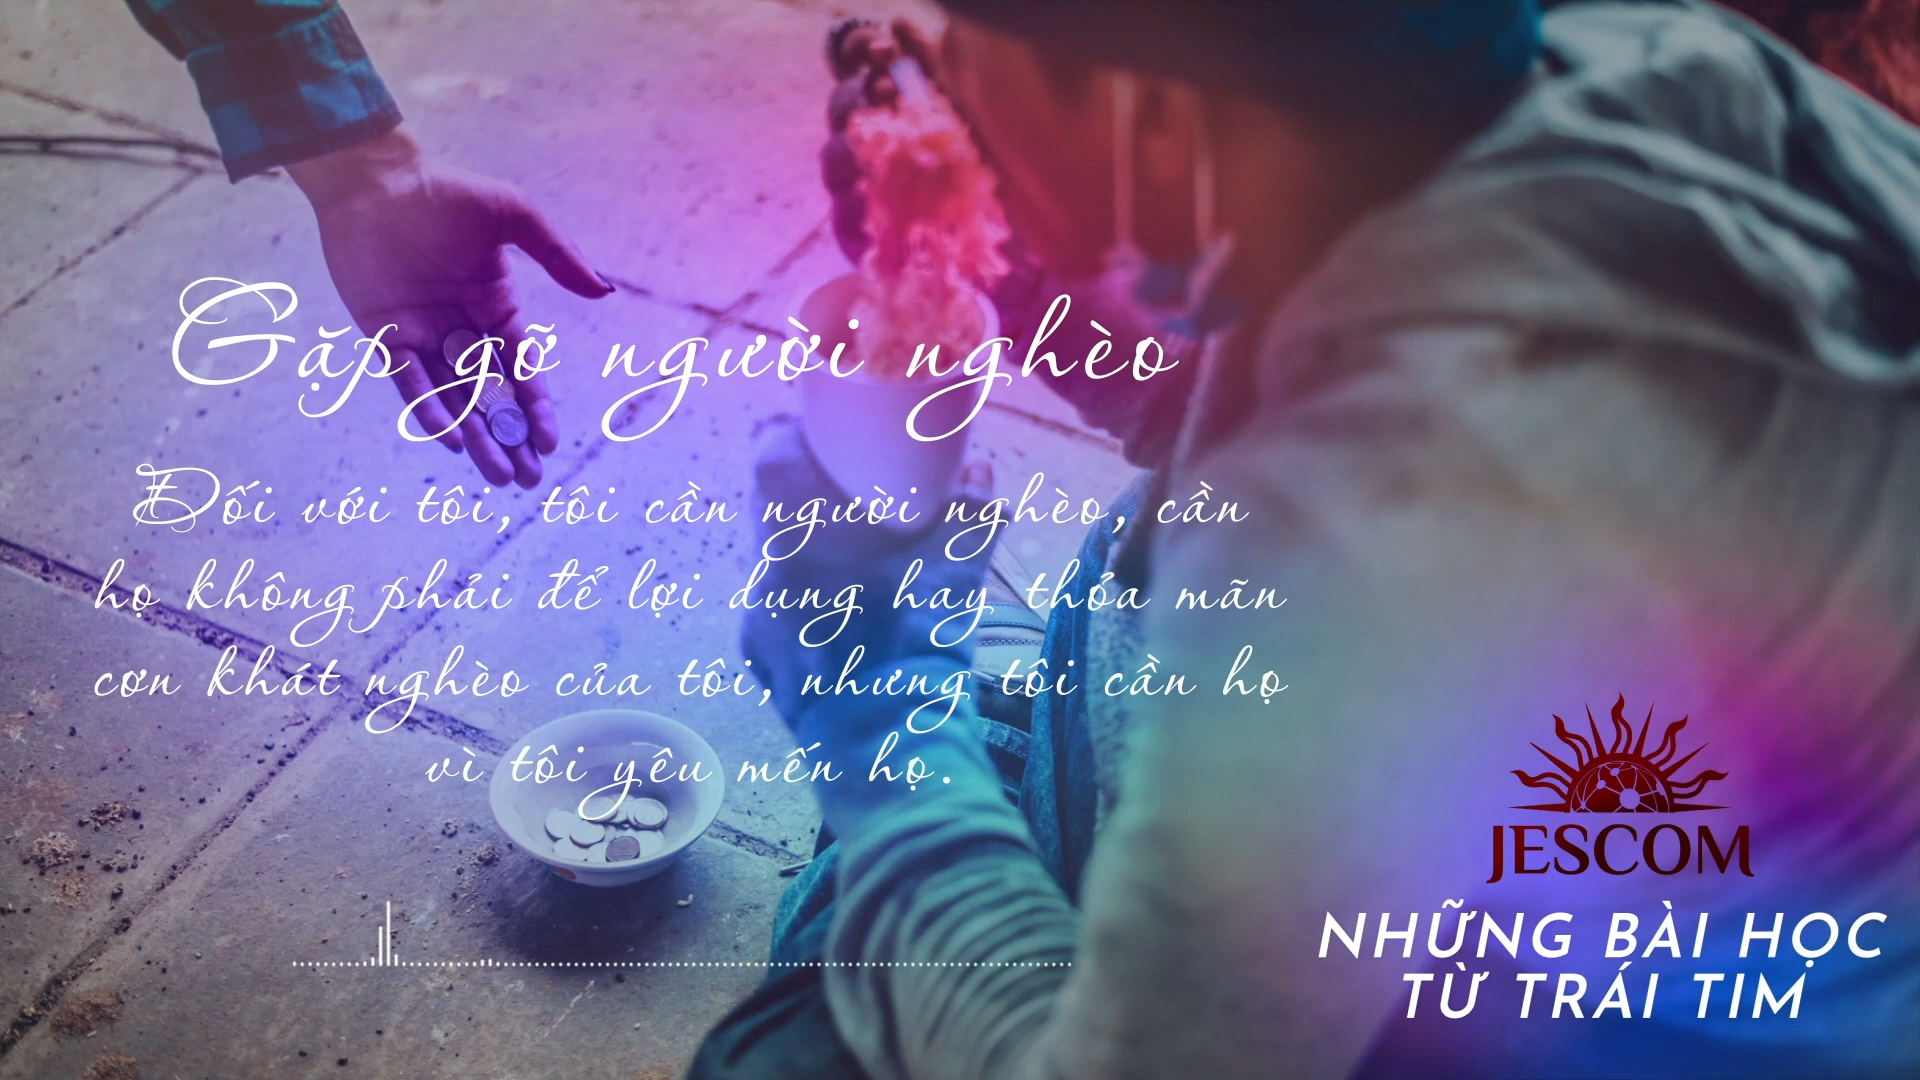 Gặp gỡ người nghèo
Đối với tôi, tôi cần người nghèo, cần
họ không phải để lợi dụng hay thỏa mãn
cơn khát nghèo của tôi, nhưng tôi cần họ
vì tôi yêu mến họ.
JESCOM
NHỮNG BÀI HỌC
TỪ TRÁI TIM